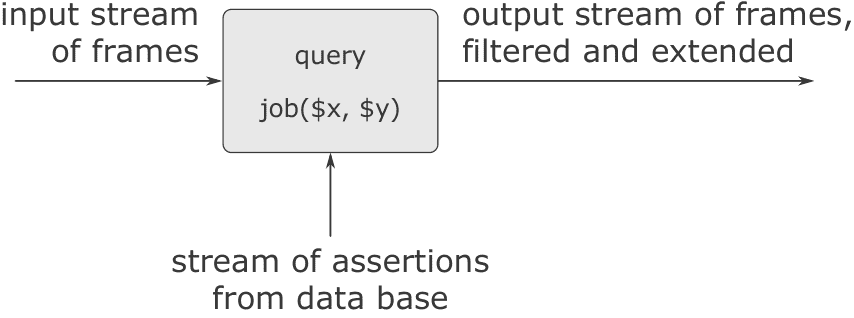 input stream
of frames
query
job($x, $y)
output stream of frames,
filtered and extended
stream of assertions
from data base